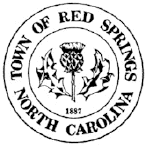 TOWN OF RED SPRINGS
1887
NORTH CAROLINA